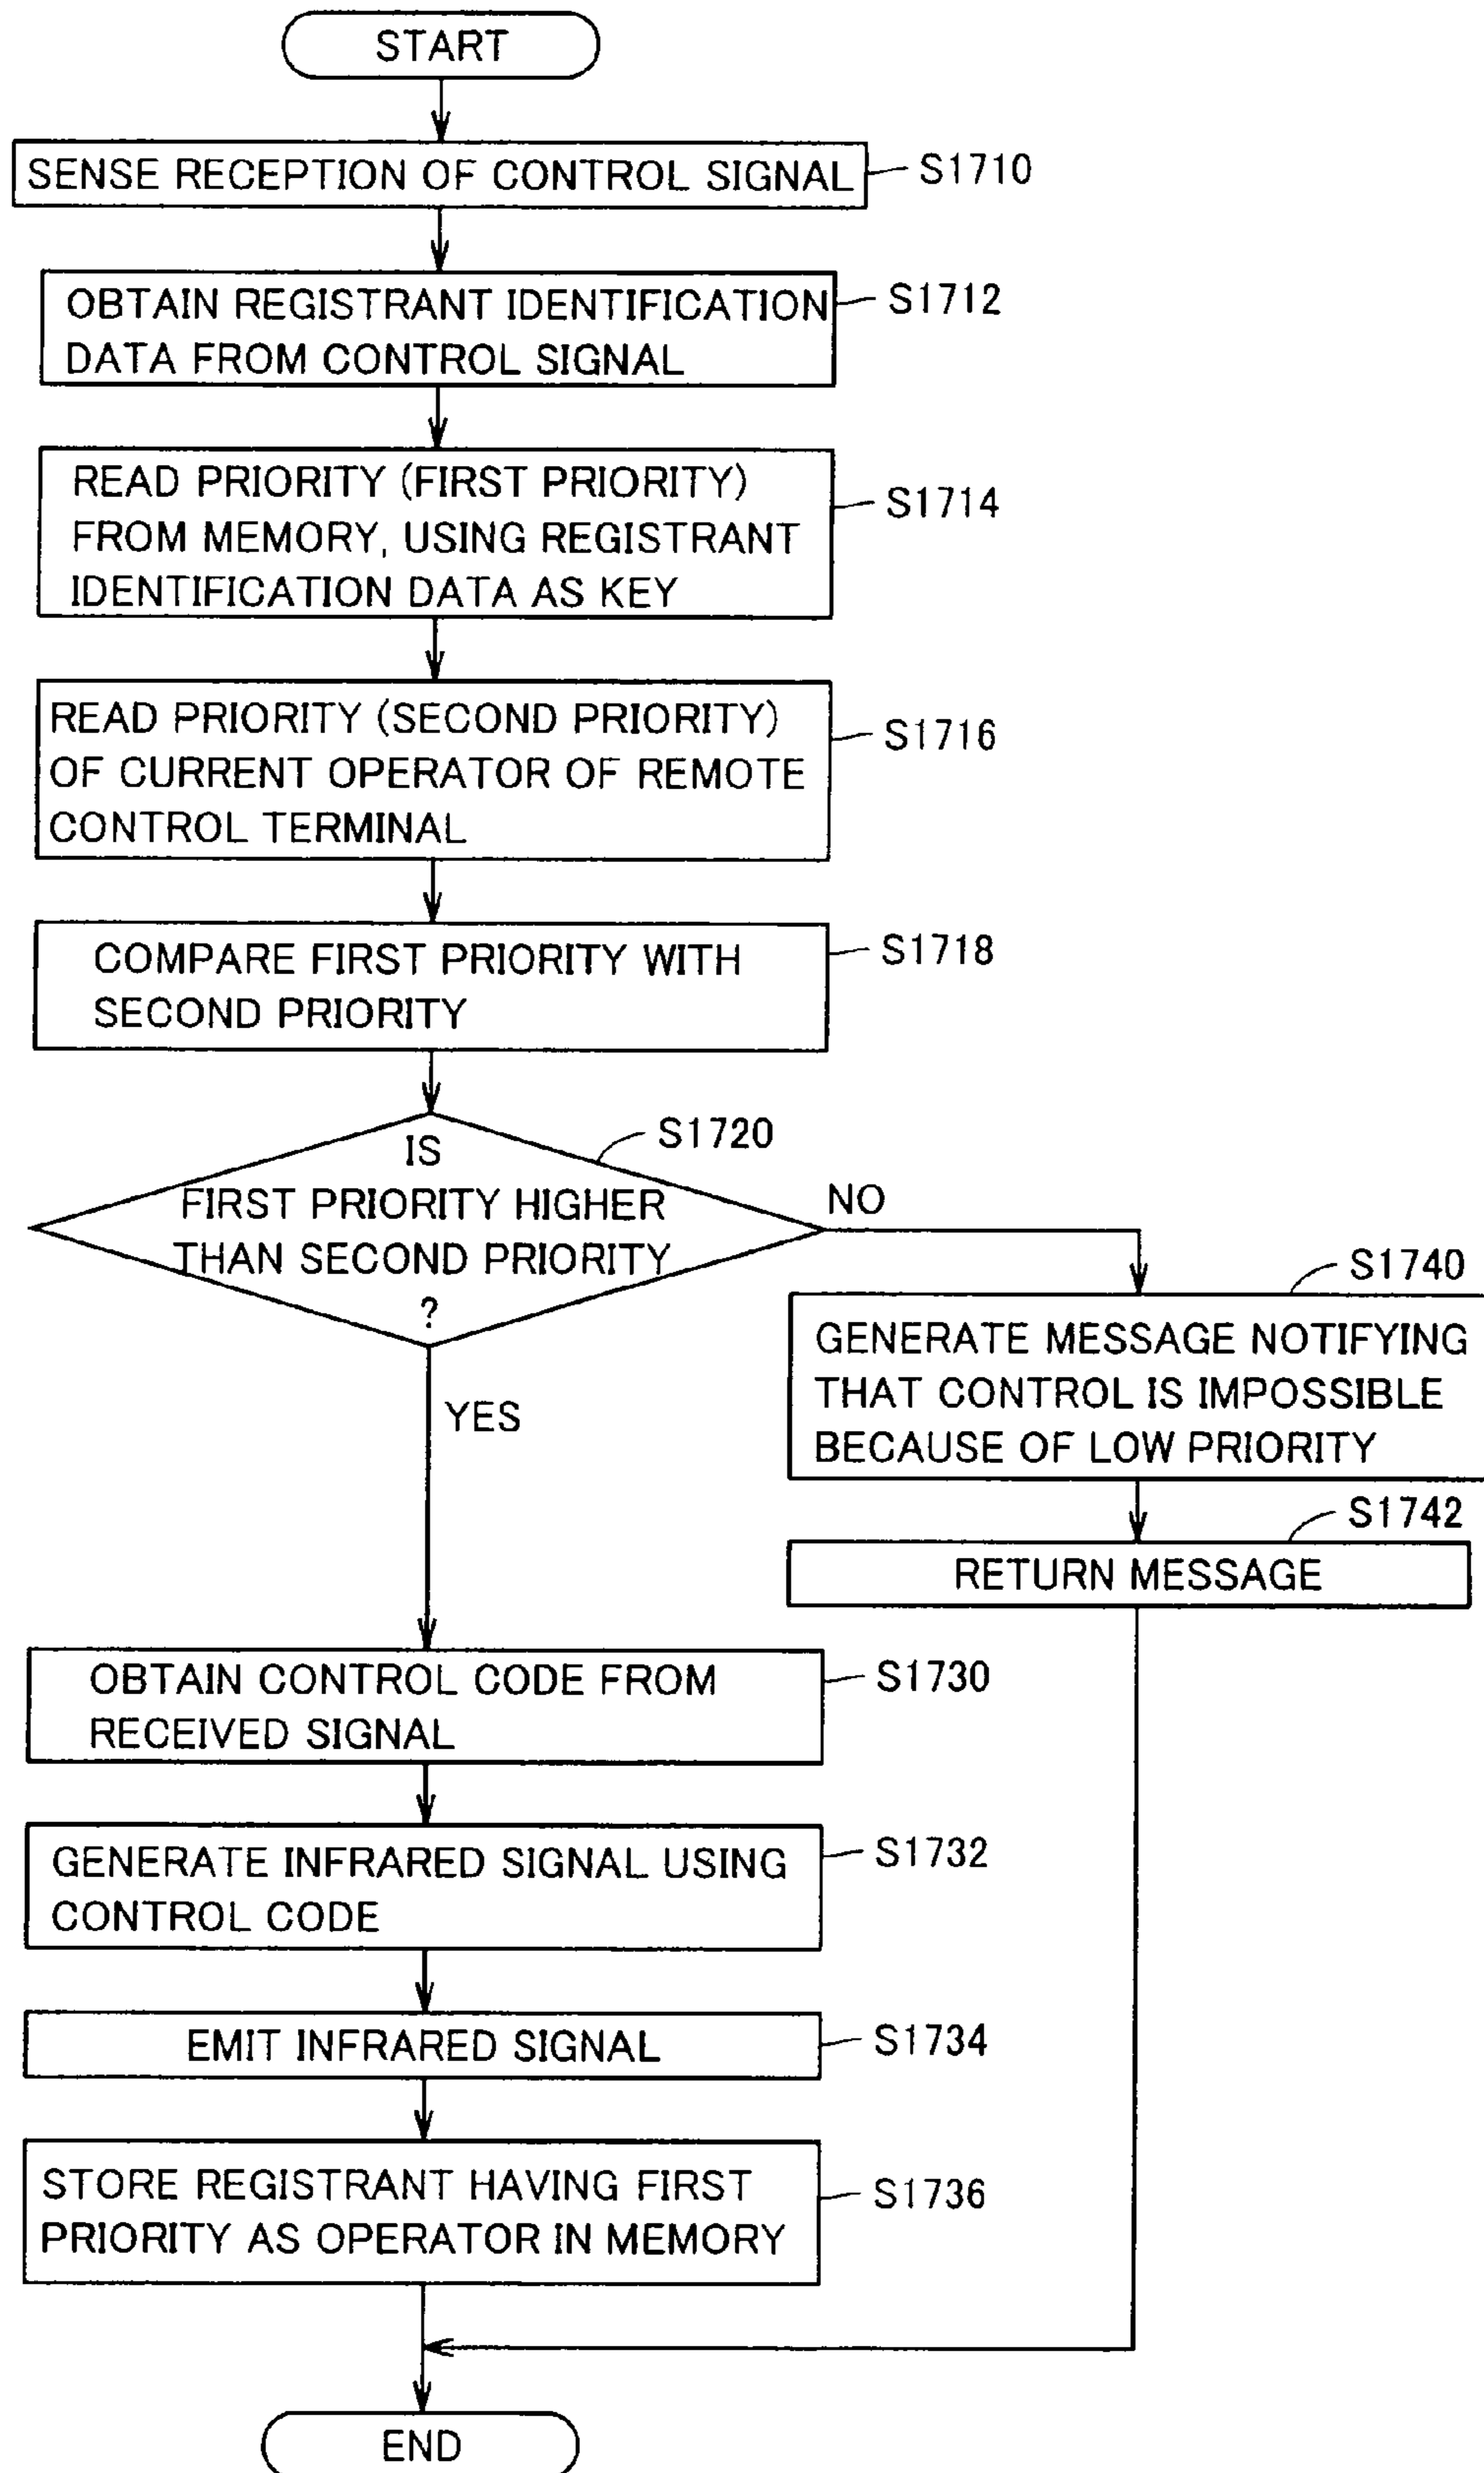 START
SENSE RECEPTION OF CONTROL SIGNAL
S1710
OBTAIN REGISTRANT IDENTIFICATION
DATA FROM CONTROL SIGNAL
S1712
READ PRIORITY (FIRST PRIORITY)
FROM MEMORY, USING REGISTRANT
IDENTIFICATION DATA AS KEY
S1714
READ PRIORITY (SECOND PRIORITY)
OF CURRENT OPERATOR OF REMOTE
CONTROL TERMINAL
S1716
COMPARE FIRST PRIORITY WITH
SECOND PRIORITY
S1718
IS
FIRST PRIORITY HIGHER
THAN SECOND PRIORITY
?
S1720
NO
YES
S1740
GENERATE MESSAGE NOTIFYING
THAT CONTROL IS IMPOSSIBLE
BECAUSE OF LOW PRIORITY
S1742
RETURN MESSAGE
OBTAIN CONTROL CODE FROM
RECEIVED SIGNAL
S1730
GENERATE INFRARED SIGNAL USING
CONTROL CODE
S1732
EMIT INFRARED SIGNAL
S1734
STORE REGISTRANT HAVING FIRST
PRIORITY AS OPERATOR IN MEMORY
S1736
END